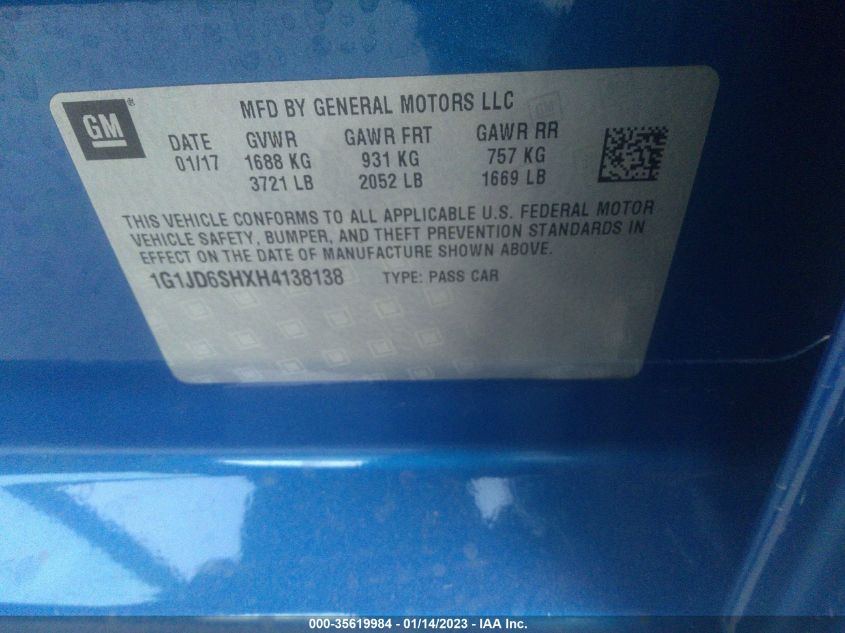 GM ®
MFD BY GENERAL MOTORS LLC
DATE GVWR GAWR FRT GAWR RR
01/17 1688 KG 931 KG 757 KG
3721 LB 2052 LB 1669 LB
THIS VEHICLE CONFORMS TO ALL APPLICABLE U.S. FEDERAL MOTOR
VEHICLE SAFETY, BUMPER, AND THEFT PREVENTION STANDARDS IN
EFFECT ON THE DATE OF MANUFACTURE SHOWN ABOVE.
1G1JD6SHXH4138138 TYPE: PASS CAR
000-35619984 - 01/14/2023 - IAA Inc.